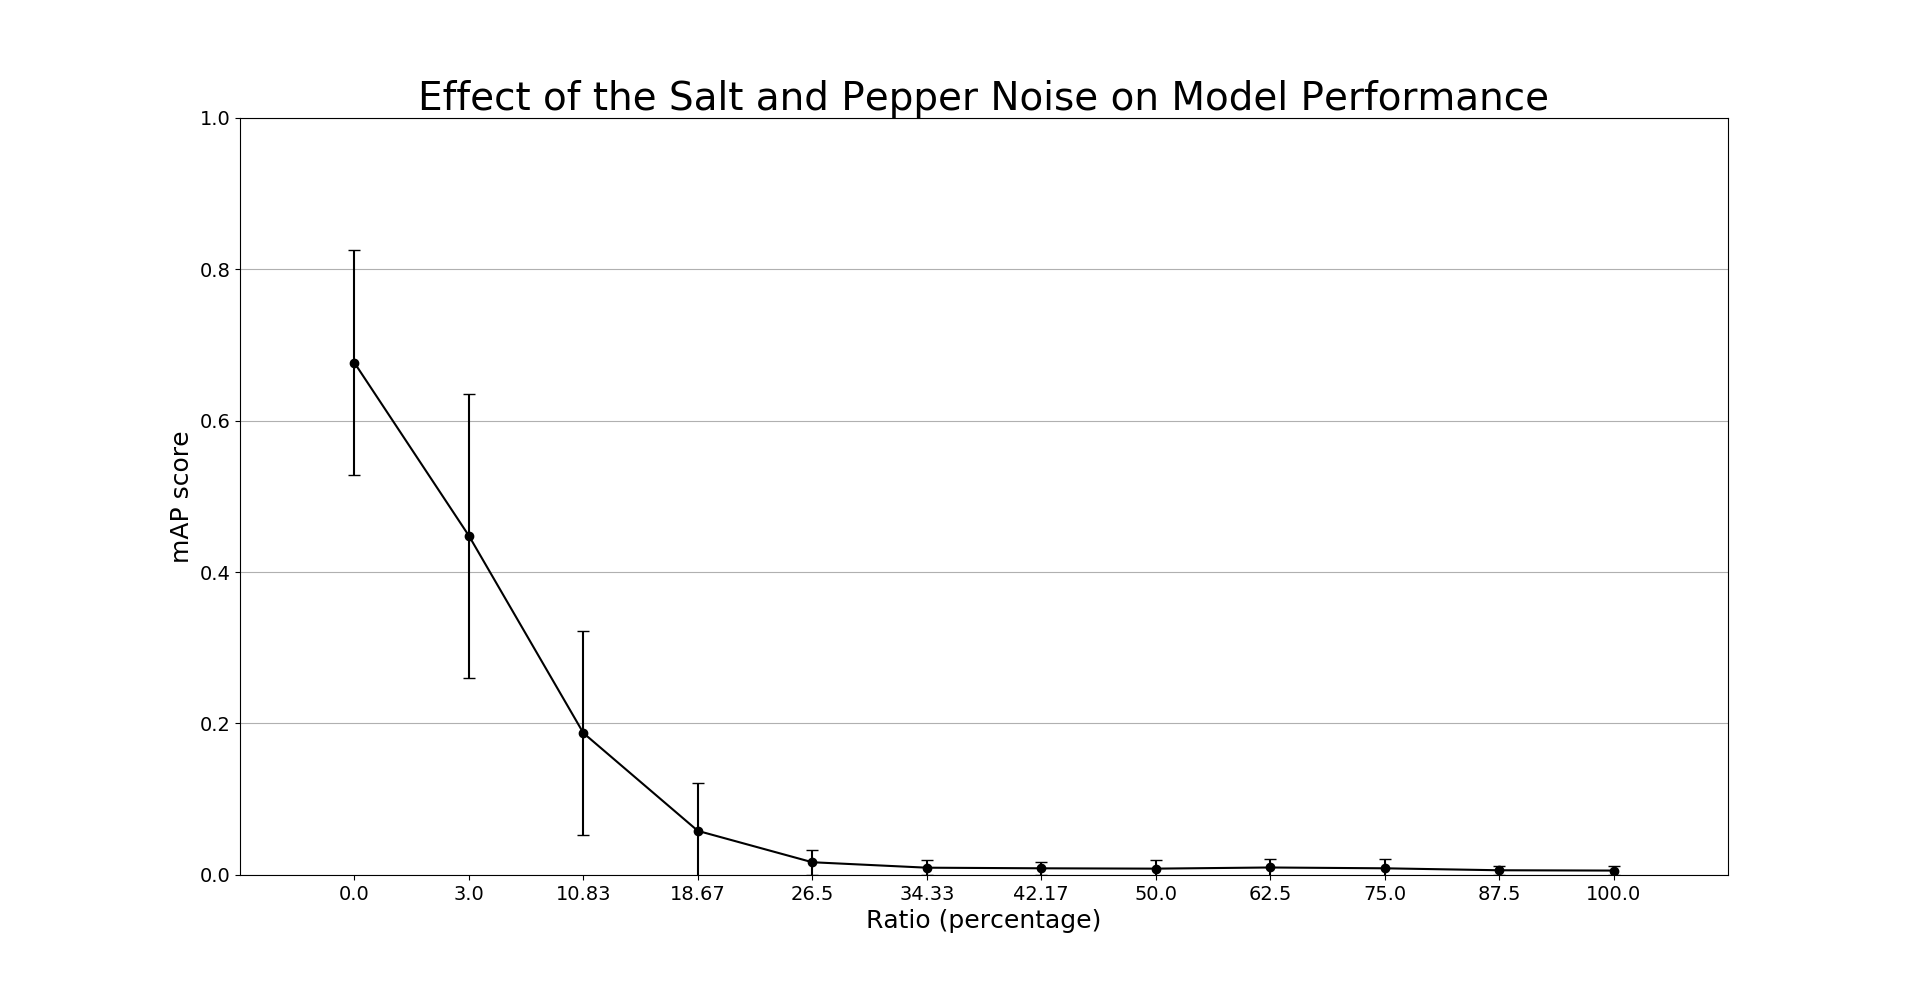 Effect of the Salt and Pepper Noise on Model Performance
1.0
0.8
0.6
0.4
0.2
0.0
mAP score
0.0 3.0 10.83 18.67 26.5 34.33 42.17 50.0 62.5 75.0 87.5 100.0
Ratio (percentage)